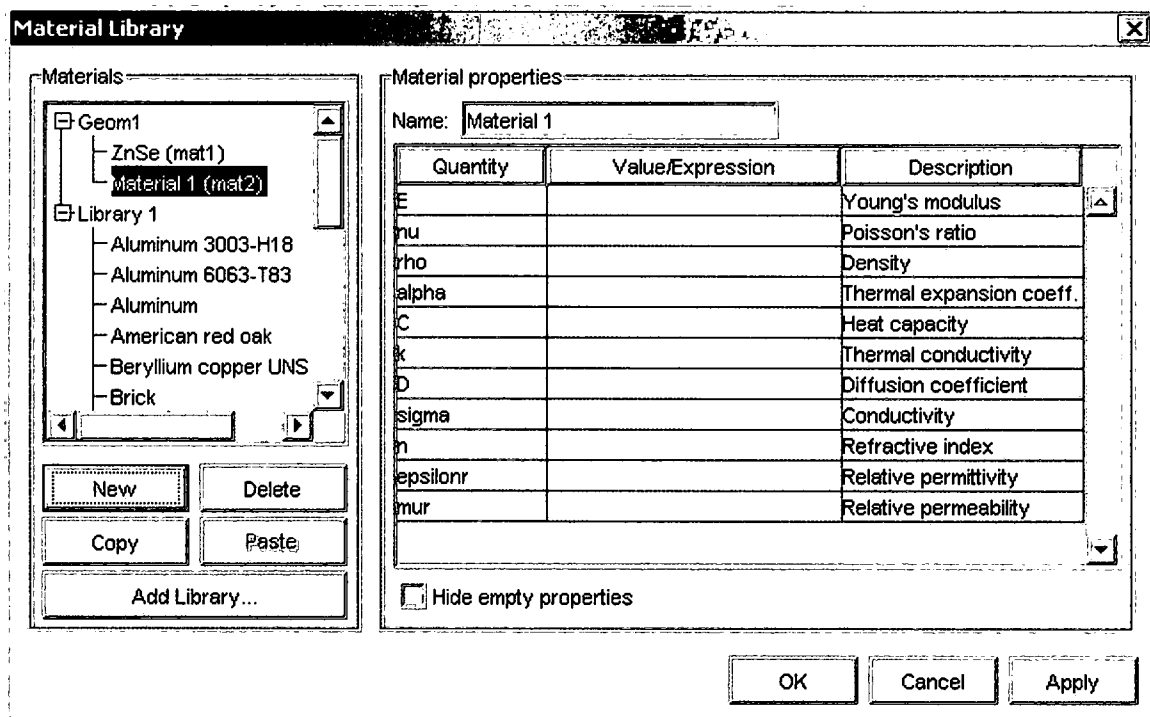 Material Library
Materials
Geom1
ZnSe (mat1)
Material 1 (mat2)
Library 1
Aluminum 3003-H18
Aluminum 6063-T83
Aluminum
American red oak
Beryllium copper UNS
Brick
New Delete
Copy Paste
Add Library...
Material properties
Name: Material 1
Quantity Value/Expression Description
E Young's modulus
nu Poisson's ratio
rho Density
alpha Thermal expansion coeff.
C Heat capacity
k Thermal conductivity
D Diffusion coefficient
sigma Conductivity
n Refractive index
epsilonr Relative permittivity
mur Relative permeability
Hide empty properties
OK Cancel Apply